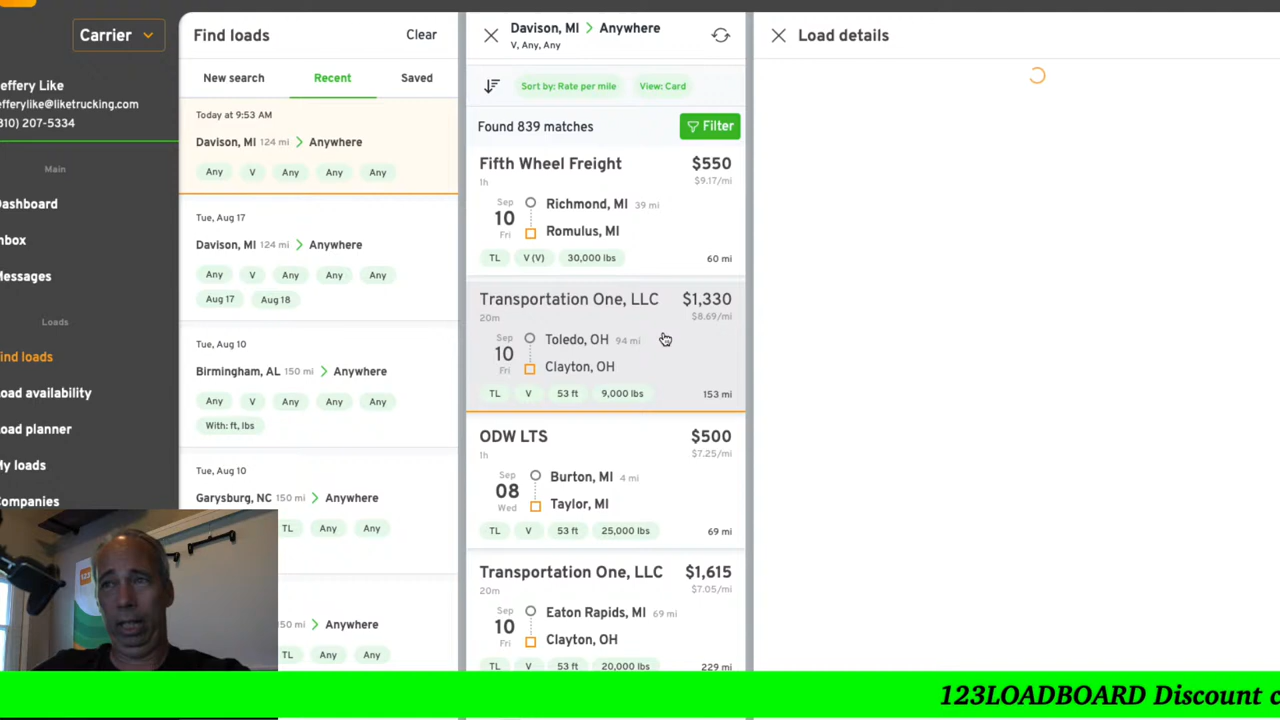 Carrier
effery Like
efferylike@liketrucking.com
810) 207-5334
Main
Dashboard
nbox
Messages
Loads
ind loads
oad availability
oad planner
My loads
Companies
Find loads
Clear
New search
Recent
Saved
Today at 9:53 AM
Davison, MI 124 mi Anywhere
Any V Any Any Any
Tue, Aug 17
Davison, MI 124 mi Anywhere
Any V Any Any Any
Aug 17 Aug 18
Tue, Aug 10
Birmingham, AL 150 mi Anywhere
Any V Any Any Any
With: ft, lbs
Tue, Aug 10
Garysburg, NC 150 mi Anywhere
TL Any Any
50 mi Anywhere
TL Any Any
Davison, MI Anywhere
V, Any, Any
Sort by: Rate per mile View: Card
Found 839 matches
Filter
Fifth Wheel Freight $550
1h $9.17/mi
Sep 10 Fri
Richmond, MI 39 mi
Romulus, MI
TL V (V) 30,000 lbs 60 mi
Transportation One, LLC $1,330
20m $8.69/mi
Sep 10 Fri
Toledo, OH 94 mi
Clayton, OH
TL V 53 ft 9,000 lbs 153 mi
ODW LTS $500
1h $7.25/mi
Sep 08 Wed
Burton, MI 4 mi
Taylor, MI
TL V 53 ft 25,000 lbs 69 mi
Transportation One, LLC $1,615
20m $7.05/mi
Sep 10 Fri
Eaton Rapids, MI 69 mi
Clayton, OH
TL V 53 ft 20,000 lbs 229 mi
Load details
123
123LOADBOARD Discount c